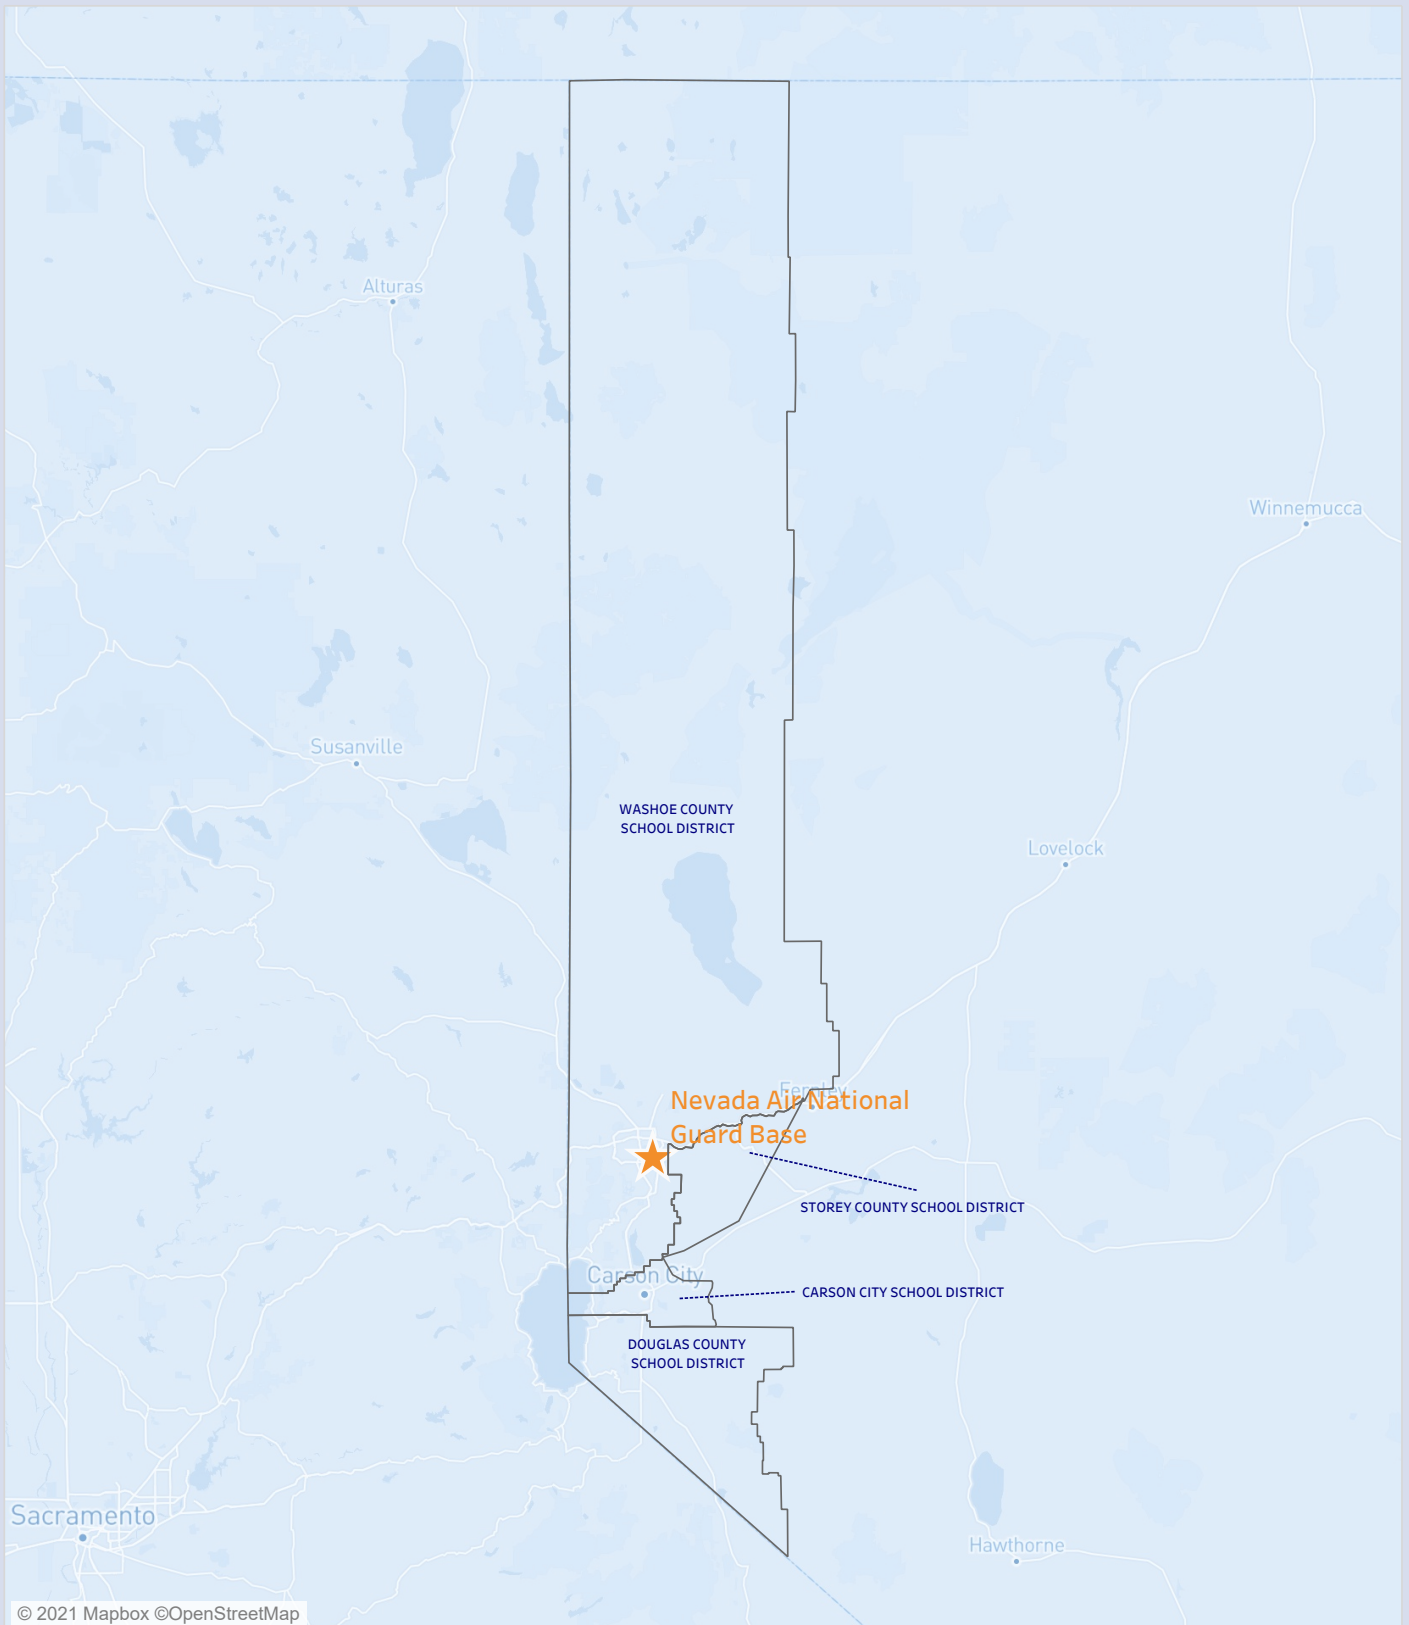 Alturas
Winnemucca
Susanville
WASHOE COUNTY
SCHOOL DISTRICT
Lovelock
Fernley
Nevada Air National
Guard Base
STOREY COUNTY SCHOOL DISTRICT
Carson City
CARSON CITY SCHOOL DISTRICT
DOUGLAS COUNTY
SCHOOL DISTRICT
Sacramento
Hawthorne
© 2021 Mapbox ©OpenStreetMap